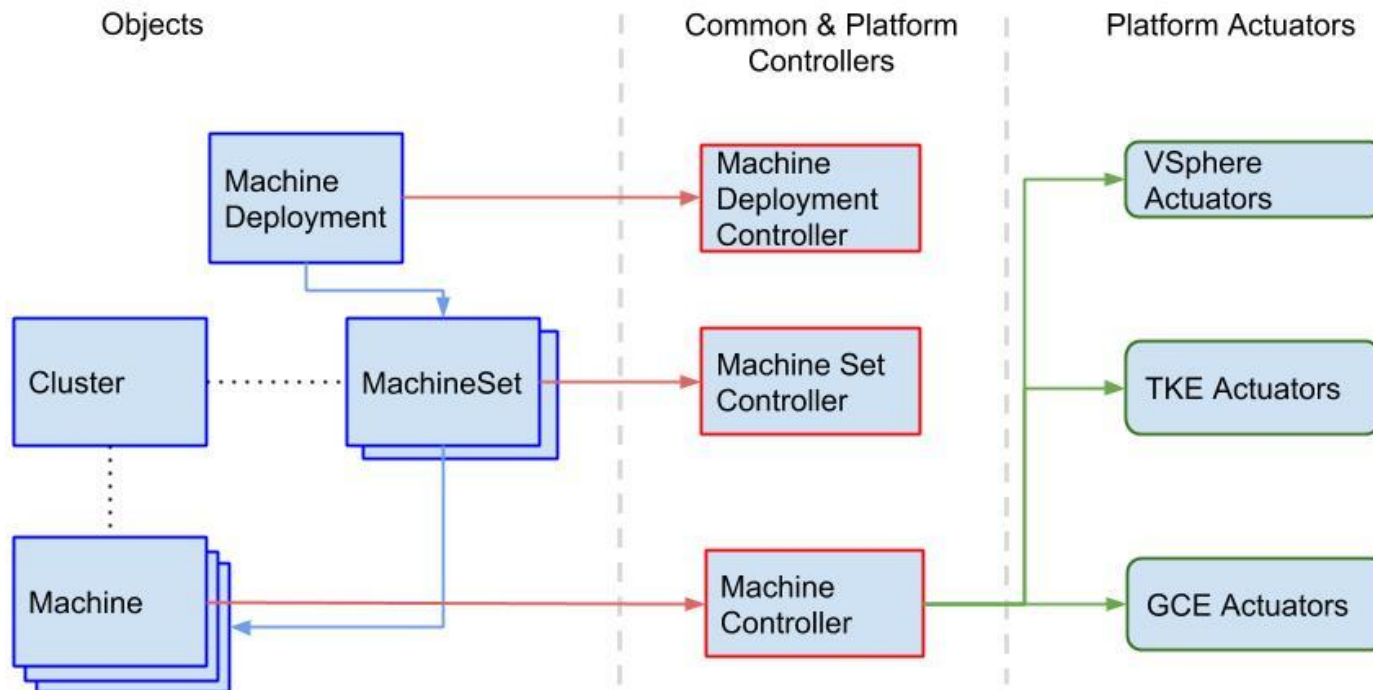 Objects
Common & Platform
Controllers
Platform Actuators
Machine
Deployment
Machine
Deployment
Controller
VSphere
Actuators
Cluster
MachineSet
Machine Set
Controller
TKE Actuators
Machine
Machine
Controller
GCE Actuators